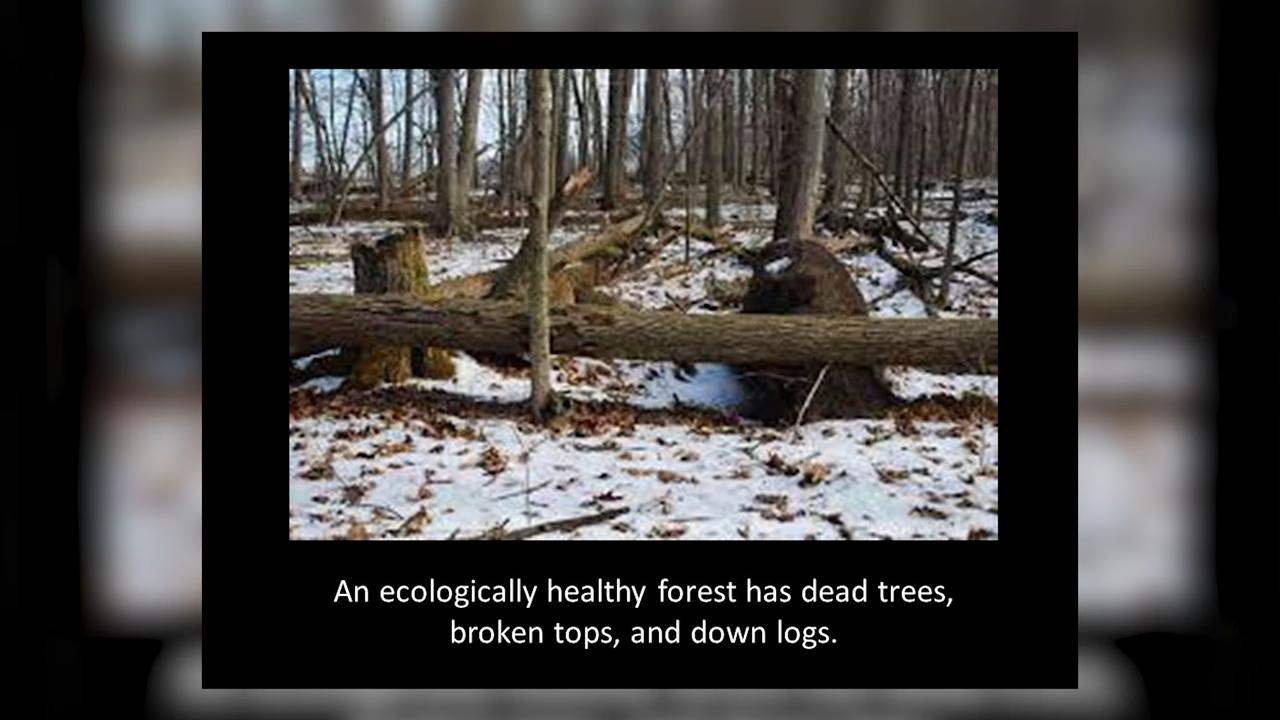 An ecologically healthy forest has dead trees,
broken tops, and down logs.